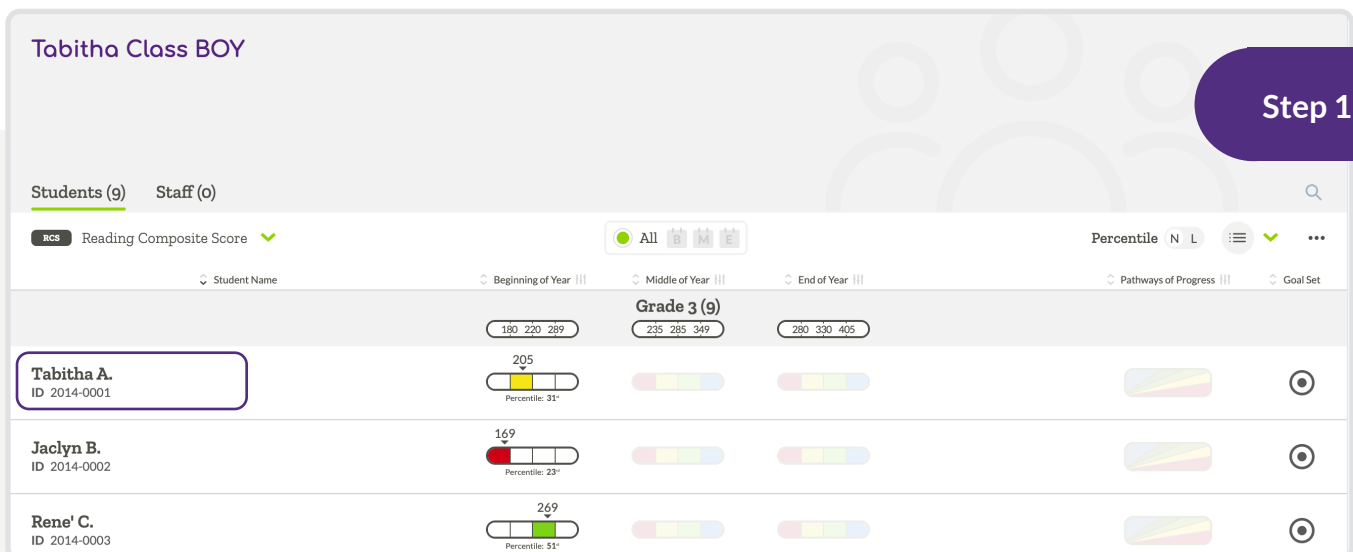 Tabitha Class BOY
Step 1
Students (9) Staff (0)
RCS Reading Composite Score All B M E Percentile N L
Student Name Beginning of Year Middle of Year End of Year Pathways of Progress Goal Set
Grade 3 (9)
180 220 289 235 285 349 280 330 405
205
Tabitha A.
ID 2014-0001
Percentile: 31st
169
Jaclyn B.
ID 2014-0002
Percentile: 23rd
269
Rene' C.
ID 2014-0003
Percentile: 51st